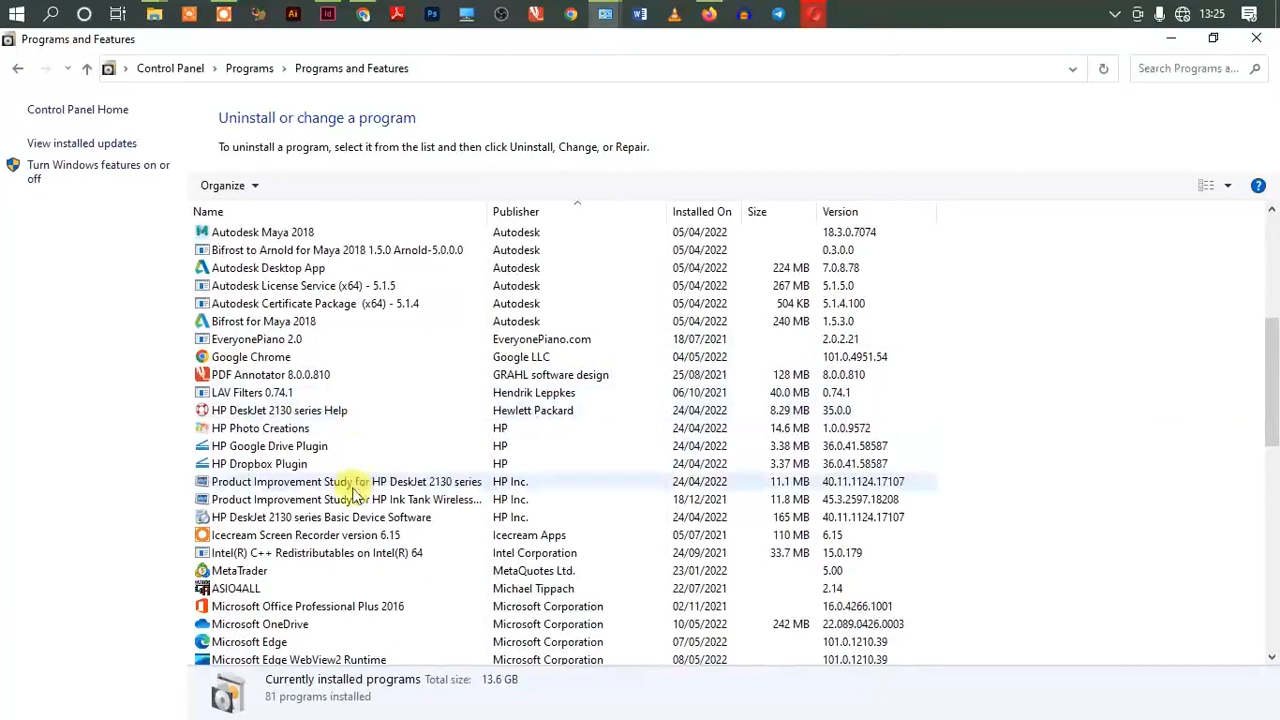 Ai
Id
Ps
W
13:25
Programs and Features
Control Panel > Programs > Programs and Features
Search Programs a...
Control Panel Home
View installed updates
Turn Windows features on or
off
Uninstall or change a program
To uninstall a program, select it from the list and then click Uninstall, Change, or Repair.
Organize
Name Publisher Installed On Size Version
Autodesk Maya 2018 Autodesk 05/04/2022 18.3.0.7074
Bifrost to Arnold for Maya 2018 1.5.0 Arnold-5.0.0.0 Autodesk 05/04/2022 0.3.0.0
Autodesk Desktop App Autodesk 05/04/2022 224 MB 7.0.8.78
Autodesk License Service (x64) - 5.1.5 Autodesk 05/04/2022 267 MB 5.1.5.0
Autodesk Certificate Package (x64) - 5.1.4 Autodesk 05/04/2022 504 KB 5.1.4.100
Bifrost for Maya 2018 Autodesk 05/04/2022 240 MB 1.5.3.0
EveryonePiano 2.0 EveryonePiano.com 18/07/2021 2.0.2.21
Google Chrome Google LLC 04/05/2022 101.0.4951.54
PDF Annotator 8.0.0.810 GRAHL software design 25/08/2021 128 MB 8.0.0.810
LAV Filters 0.74.1 Hendrik Leppkes 06/10/2021 40.0 MB 0.74.1
HP DeskJet 2130 series Help Hewlett Packard 24/04/2022 8.29 MB 35.0.0
HP Photo Creations HP 24/04/2022 14.6 MB 1.0.0.9572
HP Google Drive Plugin HP 24/04/2022 3.38 MB 36.0.41.58587
HP Dropbox Plugin HP 24/04/2022 3.37 MB 36.0.41.58587
Product Improvement Study for HP DeskJet 2130 series HP Inc. 24/04/2022 11.1 MB 40.11.1124.17107
Product Improvement Study for HP Ink Tank Wireless... HP Inc. 18/12/2021 11.8 MB 45.3.2597.18208
HP DeskJet 2130 series Basic Device Software HP Inc. 24/04/2022 165 MB 40.11.1124.17107
Icecream Screen Recorder version 6.15 Icecream Apps 05/07/2021 110 MB 6.15
Intel(R) C++ Redistributables on Intel(R) 64 Intel Corporation 24/09/2021 33.7 MB 15.0.179
MetaTrader MetaQuotes Ltd. 23/01/2022 5.00
ASIO4ALL Michael Tippach 22/07/2021 2.14
Microsoft Office Professional Plus 2016 Microsoft Corporation 02/11/2021 16.0.4266.1001
Microsoft OneDrive Microsoft Corporation 10/05/2022 242 MB 22.089.0426.0003
Microsoft Edge Microsoft Corporation 07/05/2022 101.0.1210.39
Microsoft Edge WebView2 Runtime Microsoft Corporation 08/05/2022 101.0.1210.39
Currently installed programs Total size: 13.6 GB
81 programs installed